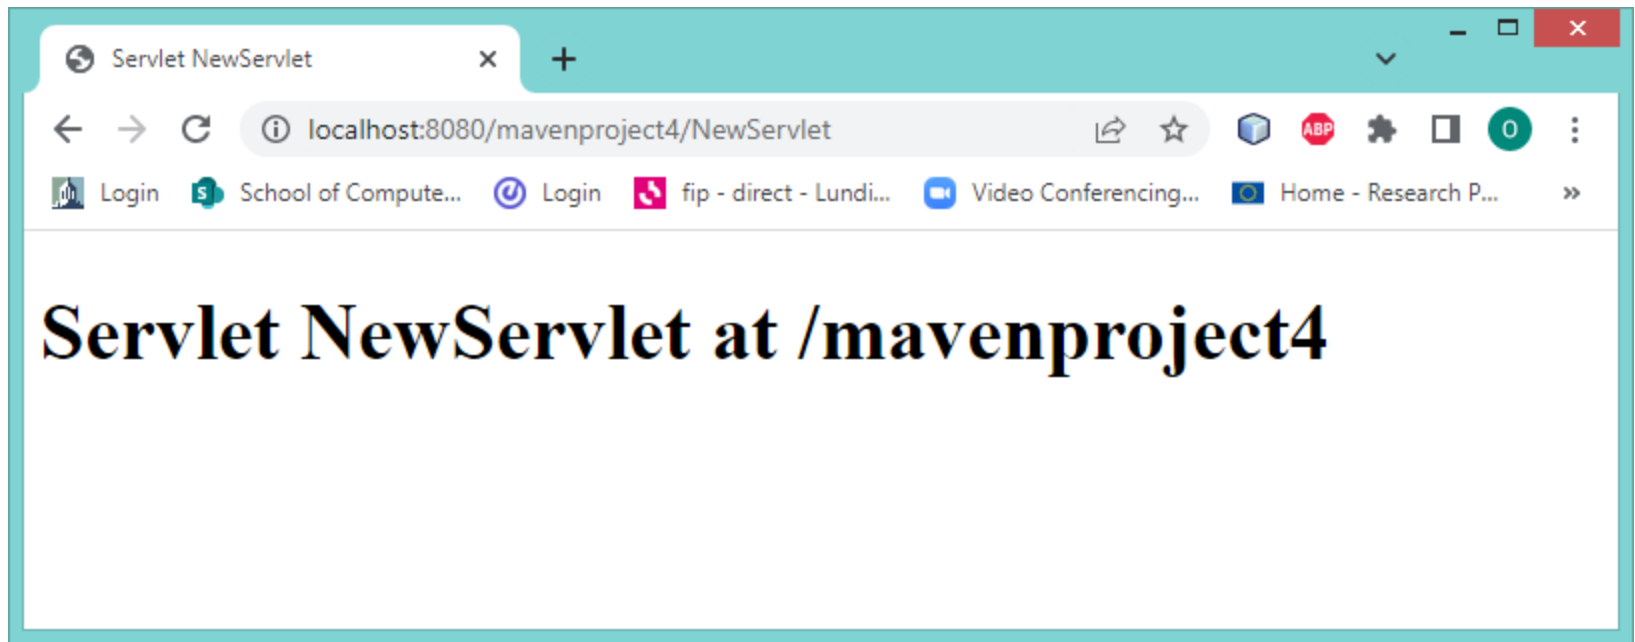 Servlet NewServlet
localhost:8080/mavenproject4/NewServlet
ABP
O
Login
S
School of Compute...
Login
fip - direct - Lundi...
Video Conferencing...
Home - Research P...
Servlet NewServlet at /mavenproject4